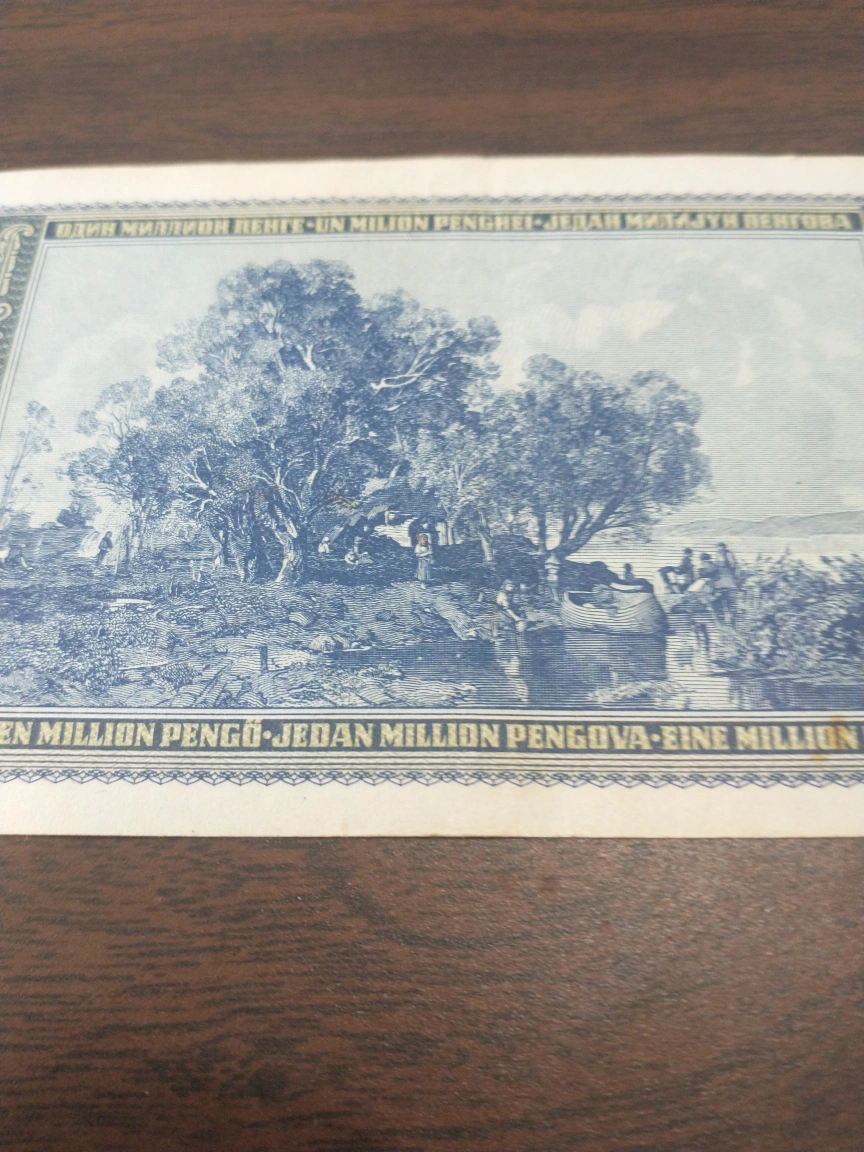 ОДИН МИЛЛИОН ПЕНГЕ · UN MILION PENGHEI · ЈЕДАН МИЛИЈУН ПЕНГОВА
EN MILLION PENGŐ · JEDAN MILLION PENGOVA · EINE MILLION